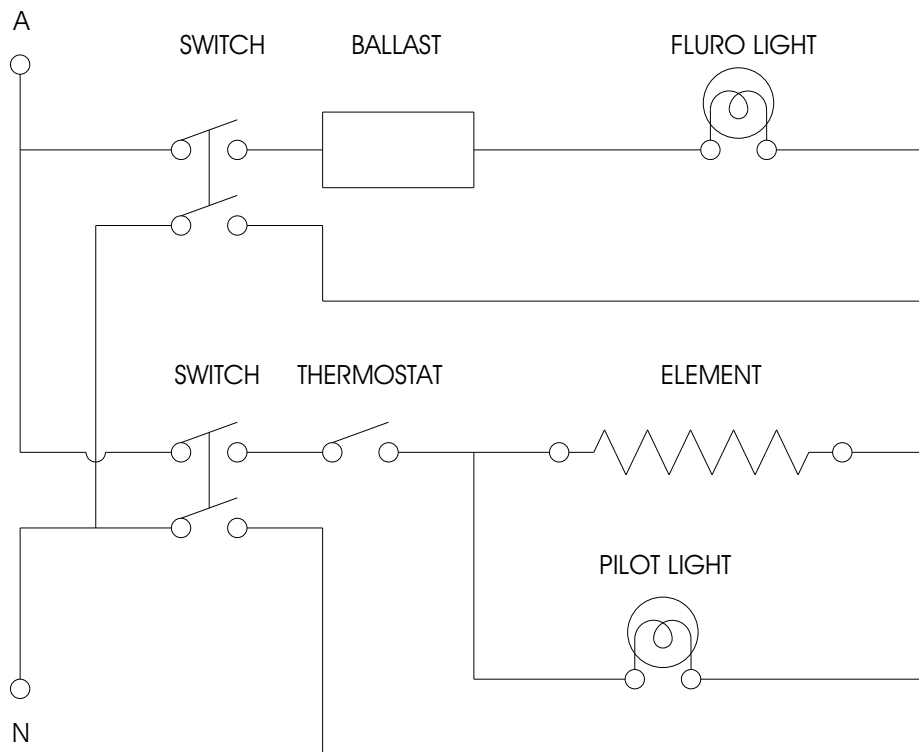 A
SWITCH
BALLAST
FLURO LIGHT
SWITCH
THERMOSTAT
ELEMENT
PILOT LIGHT
N